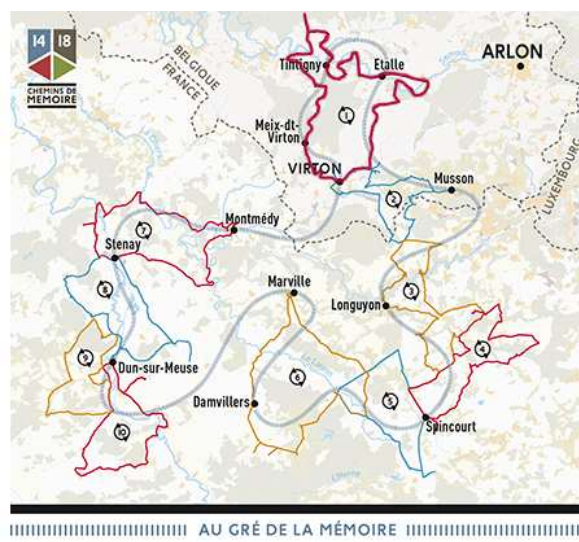 14 18
CHEMINS DE
MÉMOIRE
BELGIQUE
FRANCE
LUXEMBOURG
ARLON
Tintigny
Etalle
1
Meix-dt-
Virton
VIRTON
Musson
2
7
Montmédy
Stenay
8
Marville
Longuyon
3
4
9
Dun-sur-Meuse
6
Damvillers
5
Spincourt
10
AU GRÉ DE LA MÉMOIRE